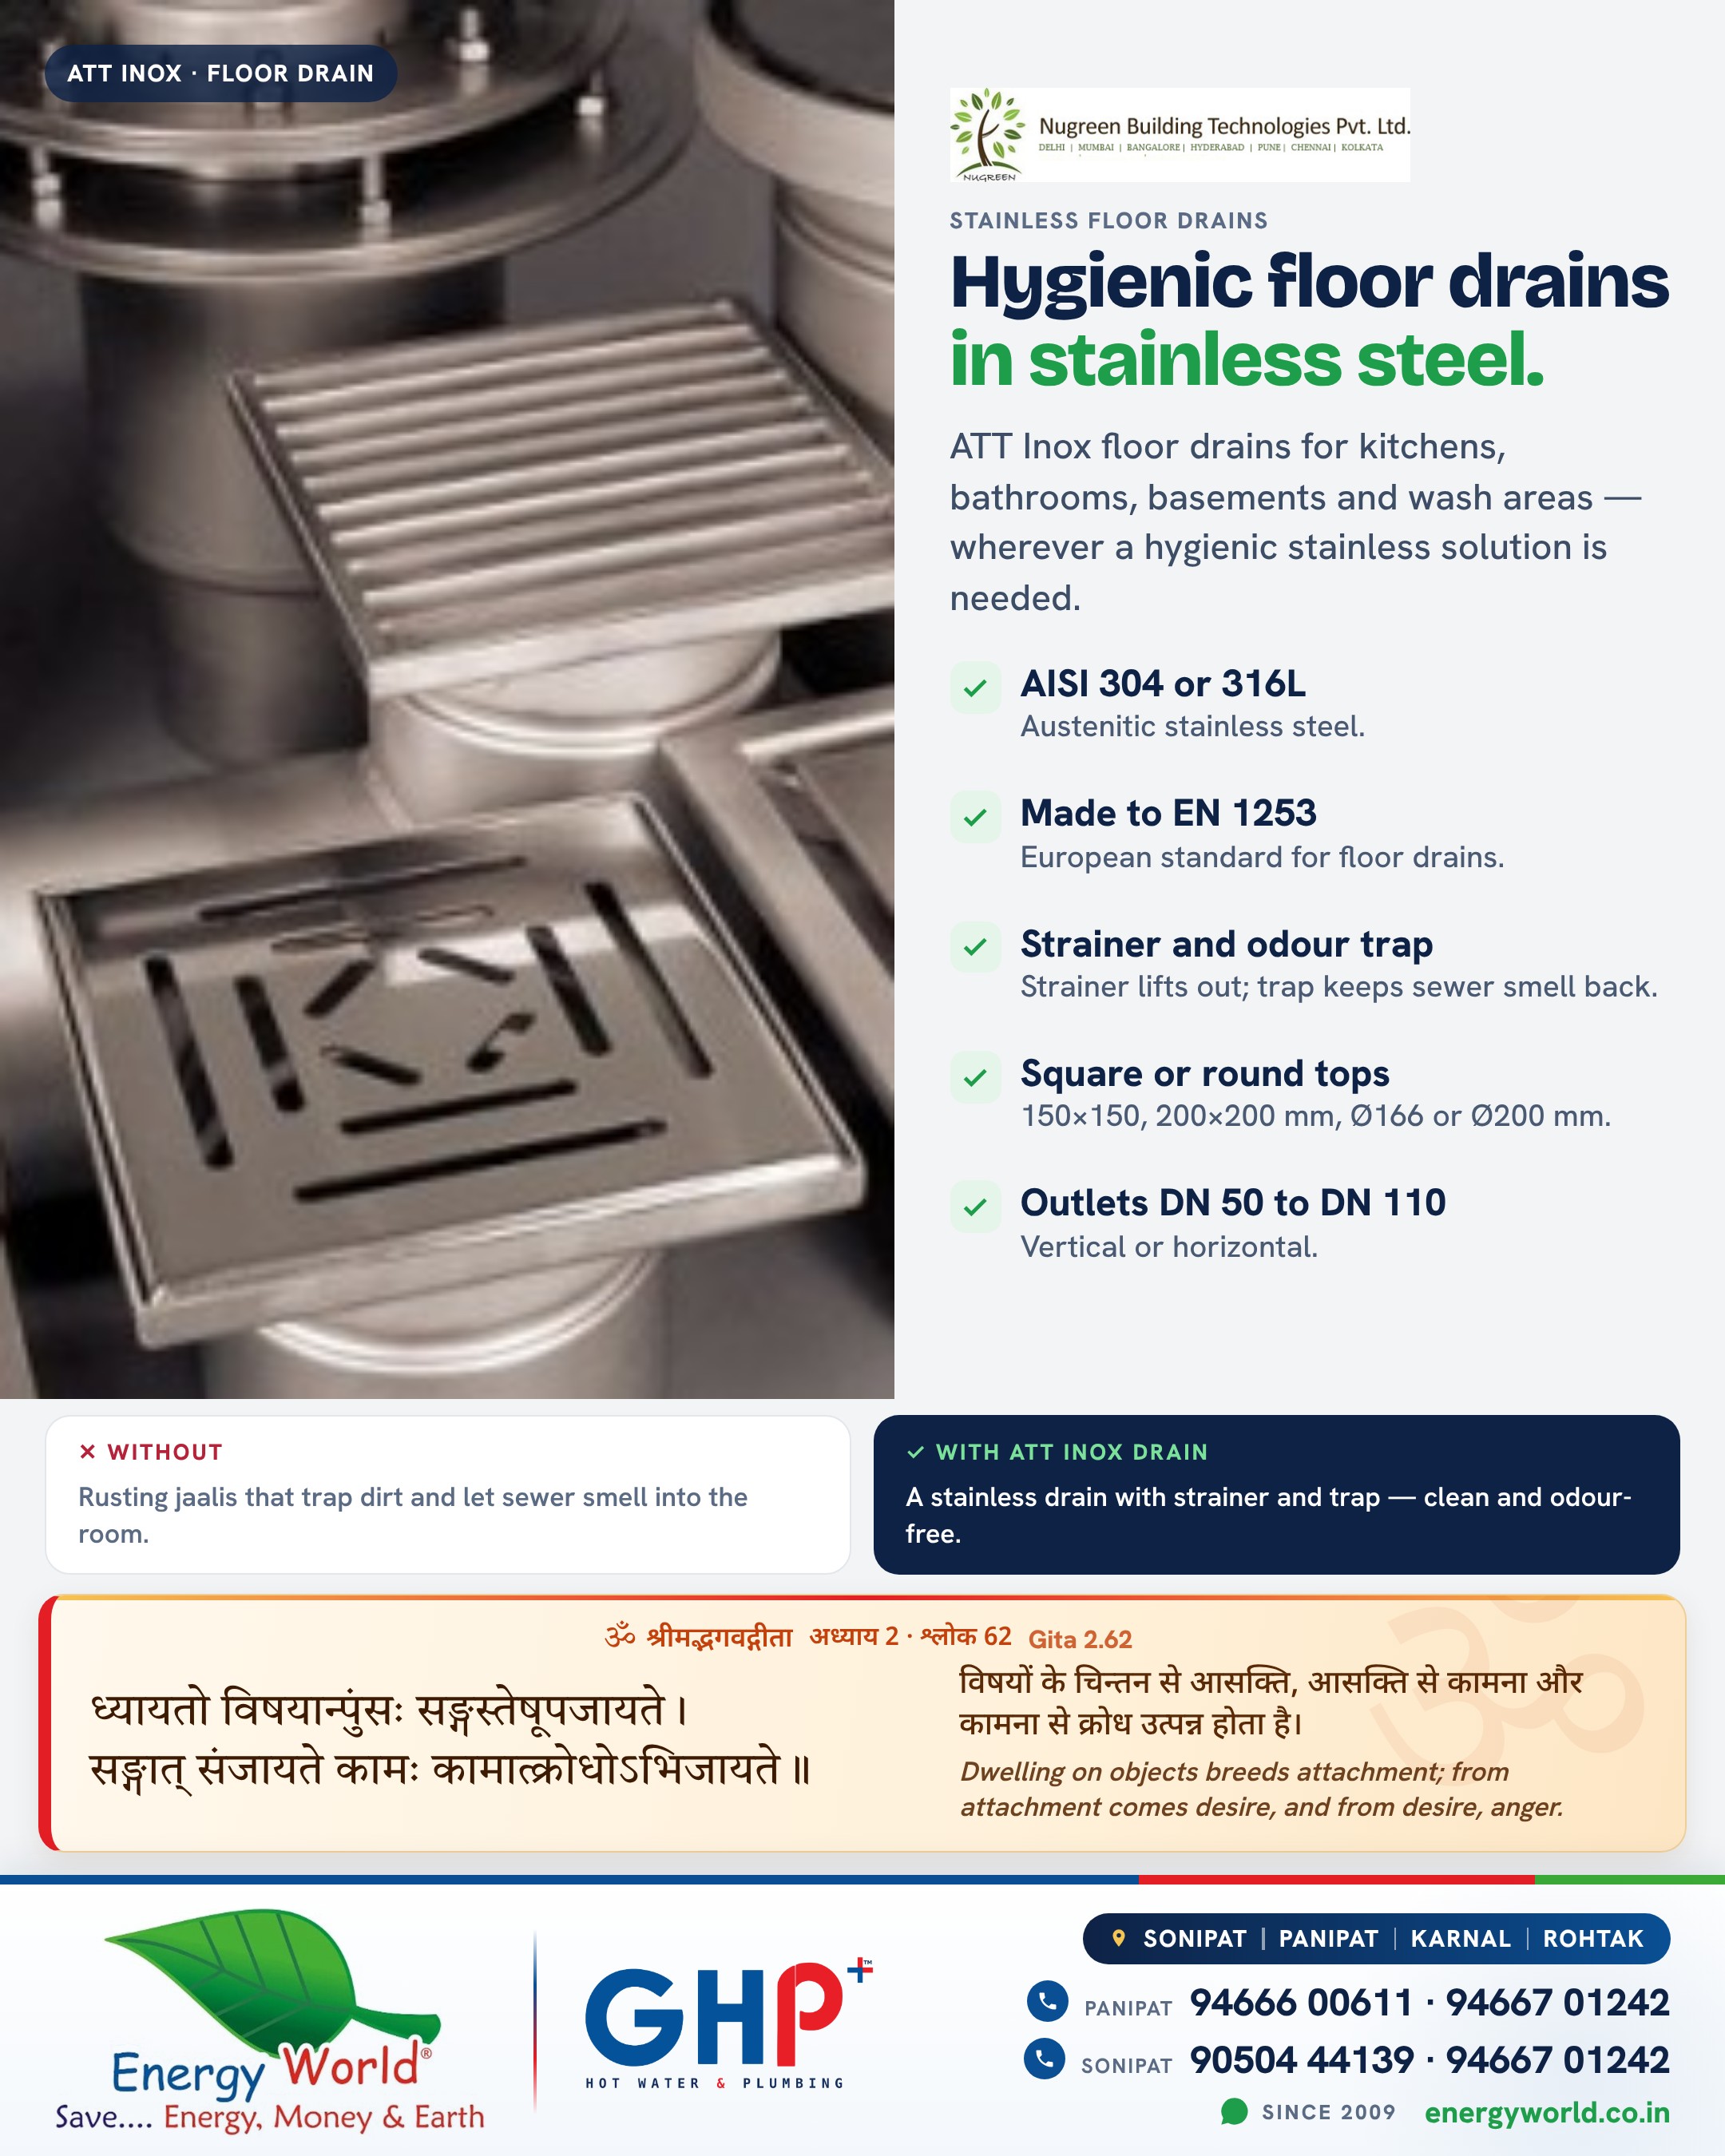 ATT INOX · FLOOR DRAIN
Nugreen Building Technologies Pvt. Ltd.
DELHI | MUMBAI | BANGALORE | HYDERABAD | PUNE | CHENNAI | KOLKATA
NUGREEN
STAINLESS FLOOR DRAINS
Hygienic floor drains
in stainless steel.
ATT Inox floor drains for kitchens,
bathrooms, basements and wash areas —
wherever a hygienic stainless solution is
needed.
AISI 304 or 316L
Austenitic stainless steel.
Made to EN 1253
European standard for floor drains.
Strainer and odour trap
Strainer lifts out; trap keeps sewer smell back.
Square or round tops
150×150, 200×200 mm, Ø166 or Ø200 mm.
Outlets DN 50 to DN 110
Vertical or horizontal.
✕ WITHOUT
Rusting jaalis that trap dirt and let sewer smell into the
room.
✓ WITH ATT INOX DRAIN
A stainless drain with strainer and trap — clean and odour-
free.
ॐ श्रीमद्भगवद्गीता अध्याय 2 · श्लोक 62 Gita 2.62
ध्यायतो विषयान्पुंसः सङ्गस्तेषूपजायते।
सङ्गात् संजायते कामः कामात्क्रोधोऽभिजायते॥
विषयों के चिन्तन से आसक्ति, आसक्ति से कामना और
कामना से क्रोध उत्पन्न होता है।
Dwelling on objects breeds attachment; from
attachment comes desire, and from desire, anger.
Energy World®
Save.... Energy, Money & Earth
GHP+™
HOT WATER & PLUMBING
SONIPAT | PANIPAT | KARNAL | ROHTAK
PANIPAT 94666 00611 · 94667 01242
SONIPAT 90504 44139 · 94667 01242
SINCE 2009 energyworld.co.in